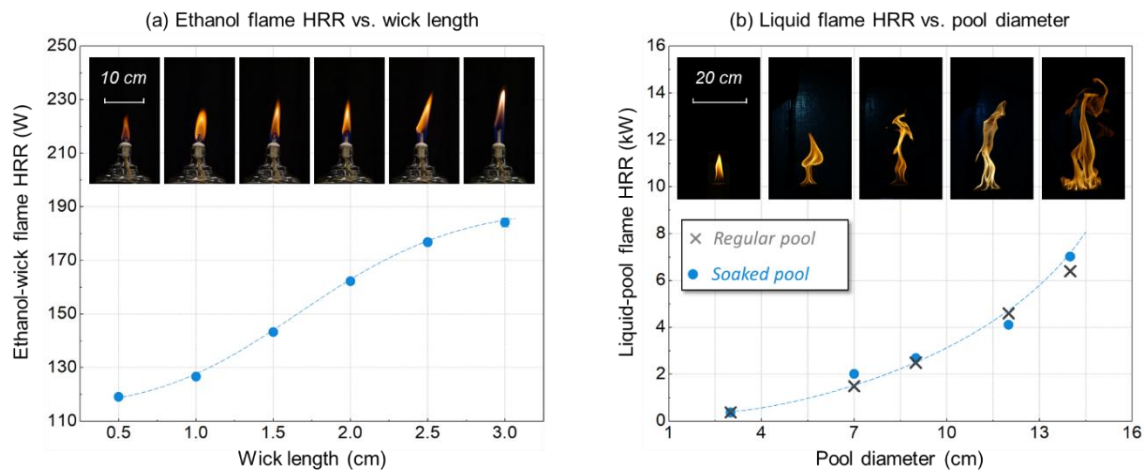 (a) Ethanol flame HRR vs. wick length
250
230
210
190
170
150
130
110
Ethanol-wick flame HRR (W)
10 cm
0.5 1.0 1.5 2.0 2.5 3.0
Wick length (cm)
(b) Liquid flame HRR vs. pool diameter
16
14
12
10
8
6
4
2
0
Liquid-pool flame HRR (kW)
20 cm
Regular pool
Soaked pool
1 4 7 10 13 16
Pool diameter (cm)